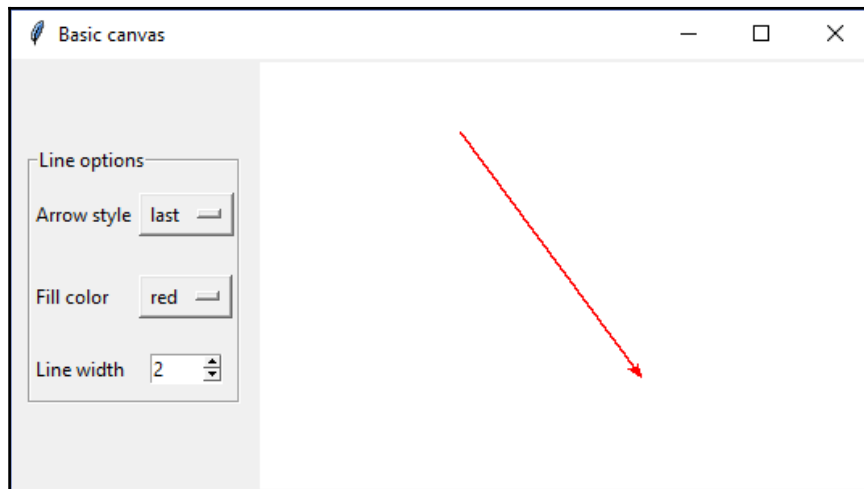 Basic canvas
Line options
Arrow style last
Fill color red
Line width 2